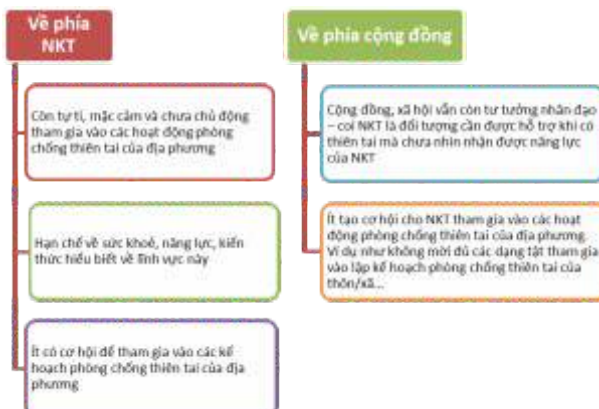 Về phía
NKT
Còn tự ti, mặc cảm và chưa chủ động
tham gia vào các hoạt động phòng
chống thiên tai của địa phương
Hạn chế về sức khoẻ, năng lực, kiến
thức hiểu biết về lĩnh vực này
Ít có cơ hội để tham gia vào các kế
hoạch phòng chống thiên tai của địa
phương
Về phía cộng đồng
Cộng đồng, xã hội vẫn còn tư tưởng nhân đạo
– coi NKT là đối tượng cần được hỗ trợ khi có
thiên tai mà chưa nhìn nhận được năng lực
của NKT
Ít tạo cơ hội cho NKT tham gia vào các hoạt
động phòng chống thiên tai của địa phương.
Ví dụ như không mời đủ các dạng tật tham gia
vào lập kế hoạch phòng chống thiên tai của
thôn/xã...